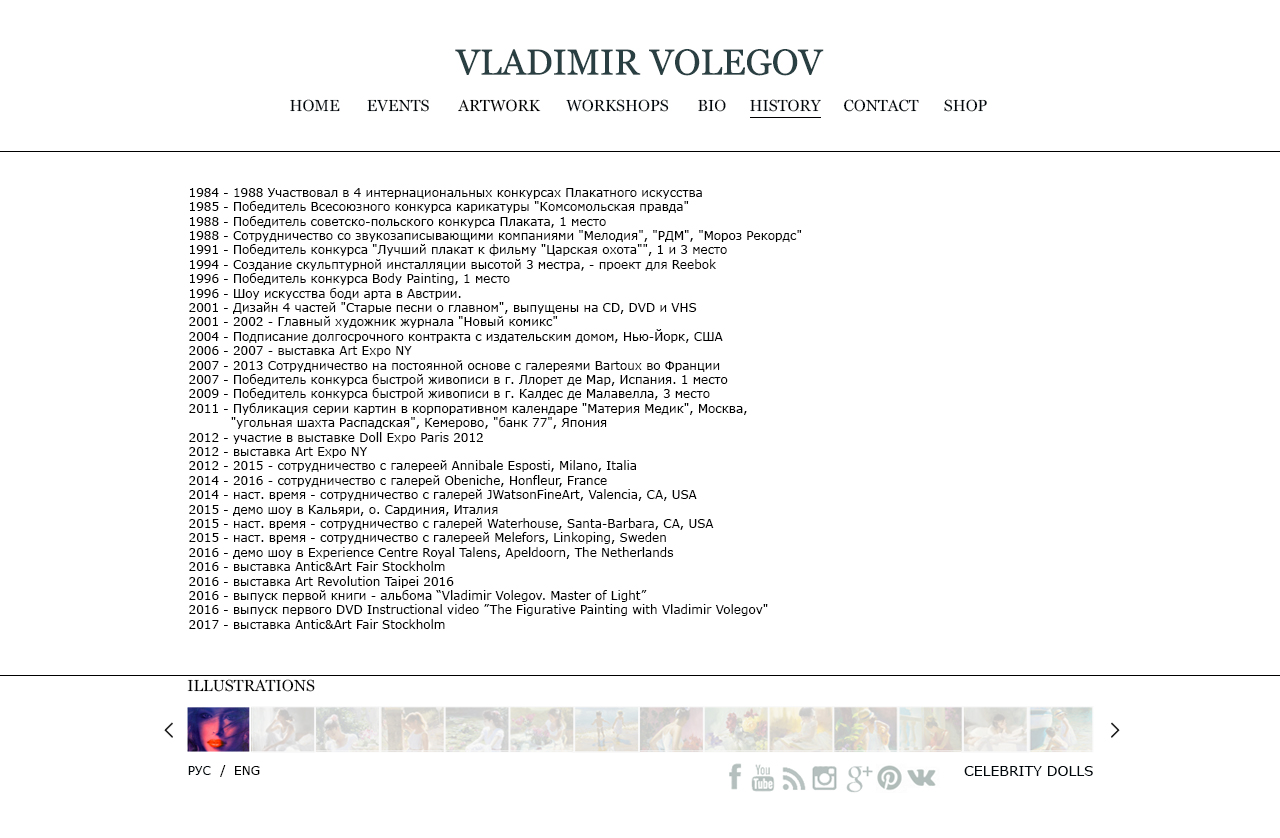 VLADIMIR VOLEGOV
HOME EVENTS ARTWORK WORKSHOPS BIO HISTORY CONTACT SHOP
1984 - 1988 Участвовал в 4 интернациональных конкурсах Плакатного искусства
1985 - Победитель Всесоюзного конкурса карикатуры "Комсомольская правда"
1988 - Победитель советско-польского конкурса Плаката, 1 место
1988 - Сотрудничество со звукозаписывающими компаниями "Мелодия", "РДМ", "Мороз Рекордс"
1991 - Победитель конкурса "Лучший плакат к фильму "Царская охота"", 1 и 3 место
1994 - Создание скульптурной инсталляции высотой 3 местра, - проект для Reebok
1996 - Победитель конкурса Body Painting, 1 место
1996 - Шоу искусства боди арта в Австрии.
2001 - Дизайн 4 частей "Старые песни о главном", выпущены на CD, DVD и VHS
2001 - 2002 - Главный художник журнала "Новый комикс"
2004 - Подписание долгосрочного контракта с издательским домом, Нью-Йорк, США
2006 - 2007 - выставка Art Expo NY
2007 - 2013 Сотрудничество на постоянной основе с галереями Bartoux во Франции
2007 - Победитель конкурса быстрой живописи в г. Ллорет де Мар, Испания. 1 место
2009 - Победитель конкурса быстрой живописи в г. Калдес де Малавелла, 3 место
2011 - Публикация серии картин в корпоративном календаре "Материя Медик", Москва,
"угольная шахта Распадская", Кемерово, "банк 77", Япония
2012 - участие в выставке Doll Expo Paris 2012
2012 - выставка Art Expo NY
2012 - 2015 - сотрудничество с галереей Annibale Esposti, Milano, Italia
2014 - 2016 - сотрудничество с галерей Obeniche, Honfleur, France
2014 - наст. время - сотрудничество с галерей JWatsonFineArt, Valencia, CA, USA
2015 - демо шоу в Кальяри, о. Сардиния, Италия
2015 - наст. время - сотрудничество с галерей Waterhouse, Santa-Barbara, CA, USA
2015 - наст. время - сотрудничество с галереей Melefors, Linkoping, Sweden
2016 - демо шоу в Experience Centre Royal Talens, Apeldoorn, The Netherlands
2016 - выставка Antic&Art Fair Stockholm
2016 - выставка Art Revolution Taipei 2016
2016 - выпуск первой книги - альбома “Vladimir Volegov. Master of Light”
2016 - выпуск первого DVD Instructional video ”The Figurative Painting with Vladimir Volegov"
2017 - выставка Antic&Art Fair Stockholm
ILLUSTRATIONS
РУС / ENG You Tube g+ CELEBRITY DOLLS